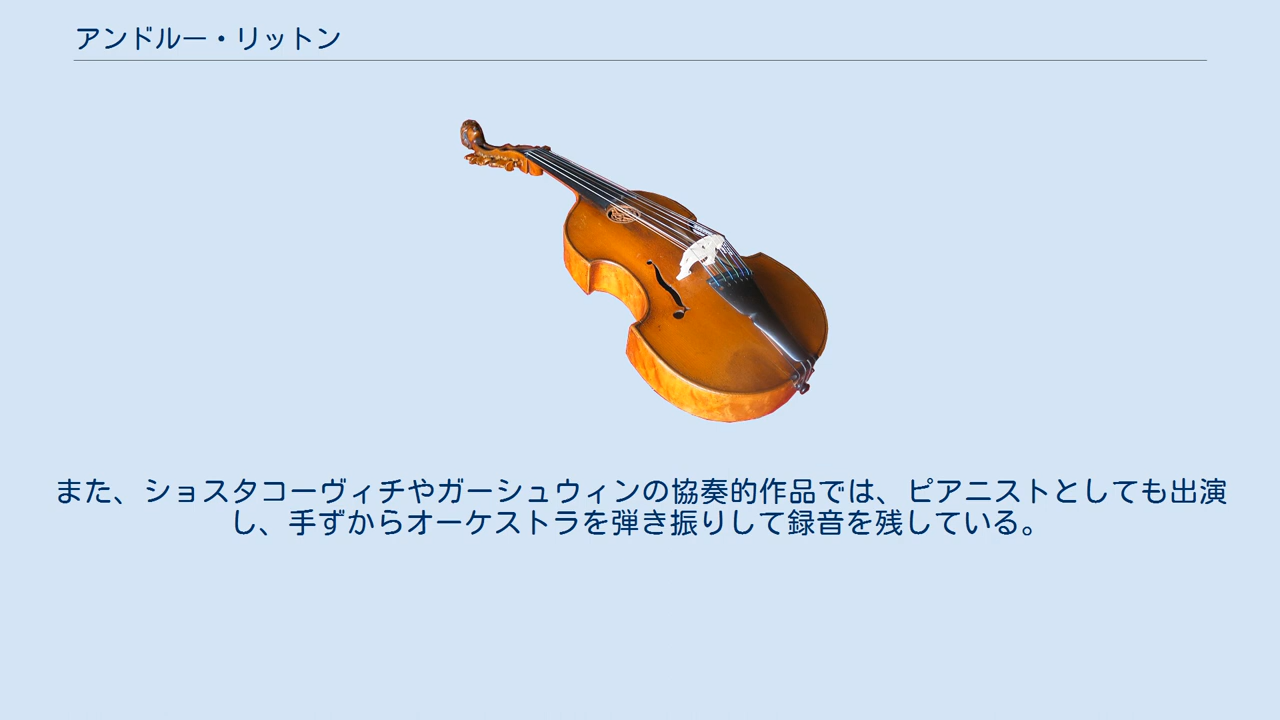 アンドルー・リットン
また、ショスタコーヴィチやガーシュウィンの協奏的作品では、ピアニストとしても出演
し、手ずからオーケストラを弾き振りして録音を残している。